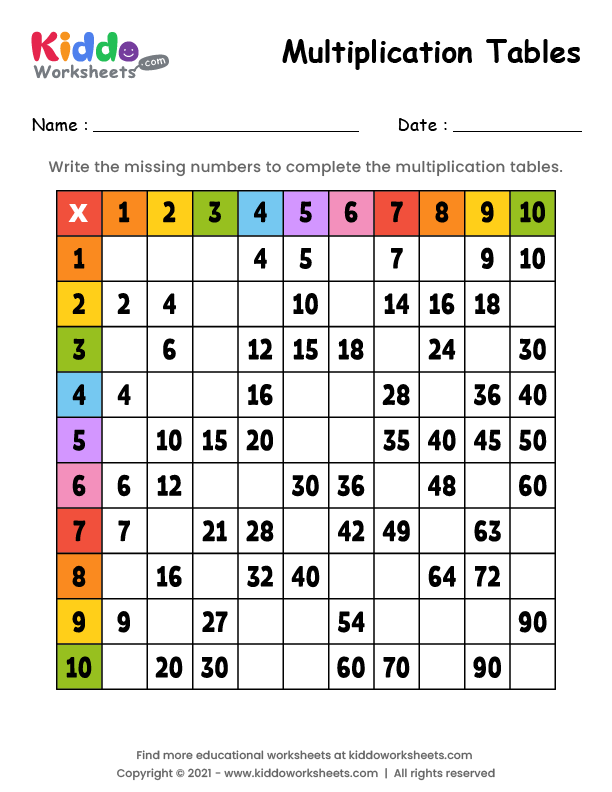 Kiddo
Worksheets.com
Multiplication Tables
Name :
Date :
Write the missing numbers to complete the multiplication tables.
X 1 2 3 4 5 6 7 8 9 10
1 4 5 7 9 10
2 2 4 10 14 16 18
3 6 12 15 18 24 30
4 4 16 28 36 40
5 10 15 20 35 40 45 50
6 6 12 30 36 48 60
7 7 21 28 42 49 63
8 16 32 40 64 72
9 9 27 54 90
10 20 30 60 70 90
Find more educational worksheets at kiddoworksheets.com
Copyright © 2021 - www.kiddoworksheets.com | All rights reserved